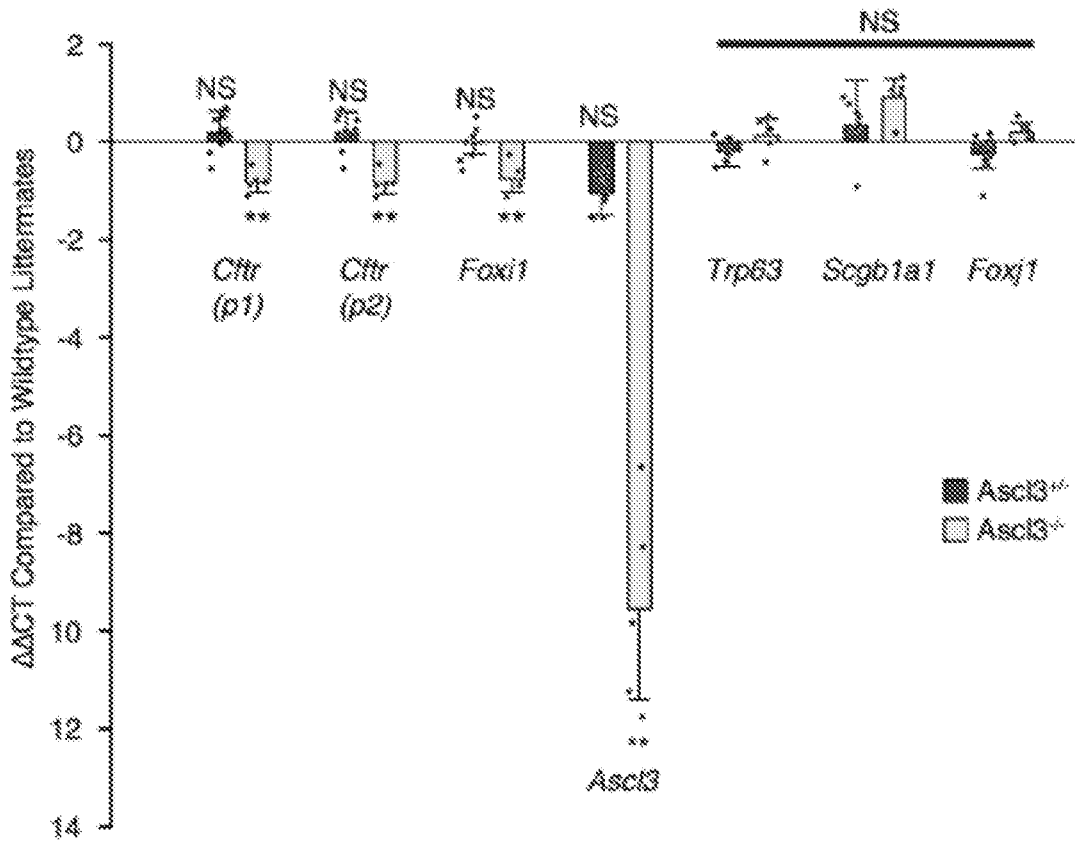 NS
2
NS
NS
NS
NS
0
** ** ** **
-2
Cftr
(p1)
Cftr
(p2)
Foxi1
Trp63
Scgb1a1
Foxj1
-4
-6
Ascl3+/-
-8
Ascl3-/-
10
12
**
Ascl3
14
ΔΔCT Compared to Wildtype Littermates